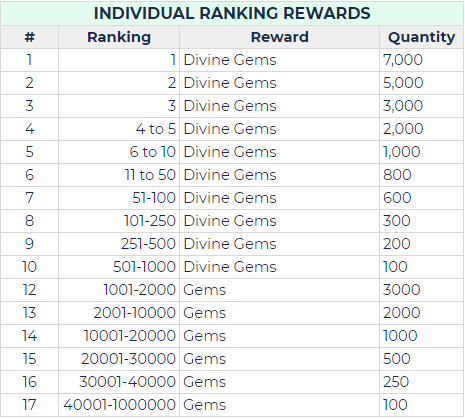 INDIVIDUAL RANKING REWARDS
# Ranking Reward Quantity
1 1 Divine Gems 7,000
2 2 Divine Gems 5,000
3 3 Divine Gems 3,000
4 4 to 5 Divine Gems 2,000
5 6 to 10 Divine Gems 1,000
6 11 to 50 Divine Gems 800
7 51-100 Divine Gems 600
8 101-250 Divine Gems 300
9 251-500 Divine Gems 200
10 501-1000 Divine Gems 100
12 1001-2000 Gems 3000
13 2001-10000 Gems 2000
14 10001-20000 Gems 1000
15 20001-30000 Gems 500
16 30001-40000 Gems 250
17 40001-1000000 Gems 100